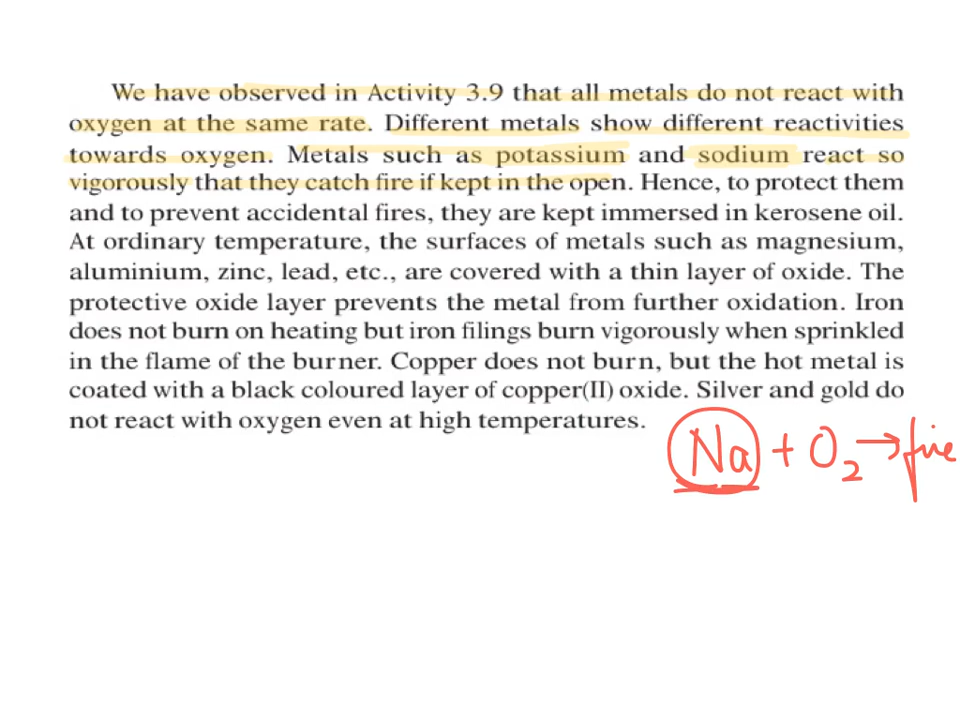 We have observed in Activity 3.9 that all metals do not react with
oxygen at the same rate. Different metals show different reactivities
towards oxygen. Metals such as potassium and sodium react so
vigorously that they catch fire if kept in the open. Hence, to protect them
and to prevent accidental fires, they are kept immersed in kerosene oil.
At ordinary temperature, the surfaces of metals such as magnesium,
aluminium, zinc, lead, etc., are covered with a thin layer of oxide. The
protective oxide layer prevents the metal from further oxidation. Iron
does not burn on heating but iron filings burn vigorously when sprinkled
in the flame of the burner. Copper does not burn, but the hot metal is
coated with a black coloured layer of copper(II) oxide. Silver and gold do
not react with oxygen even at high temperatures.
Na + O₂ → fire